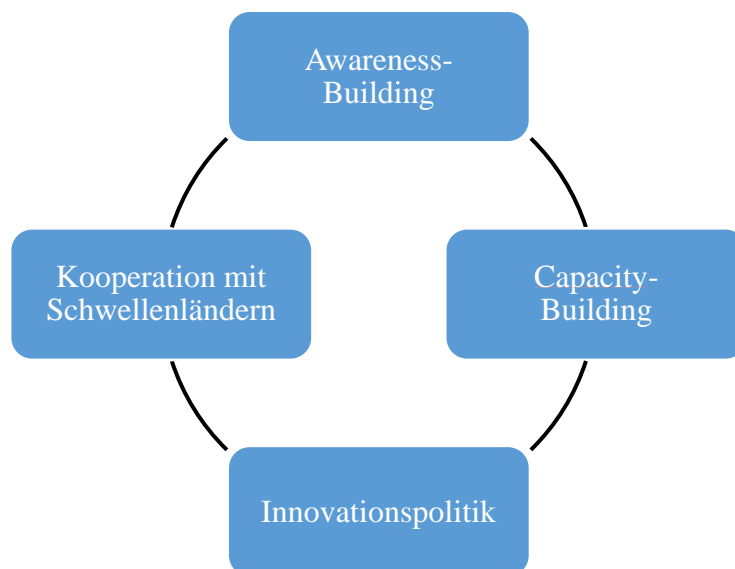 Awareness-
Building
Kooperation mit
Schwellenländern
Capacity-
Building
Innovationspolitik